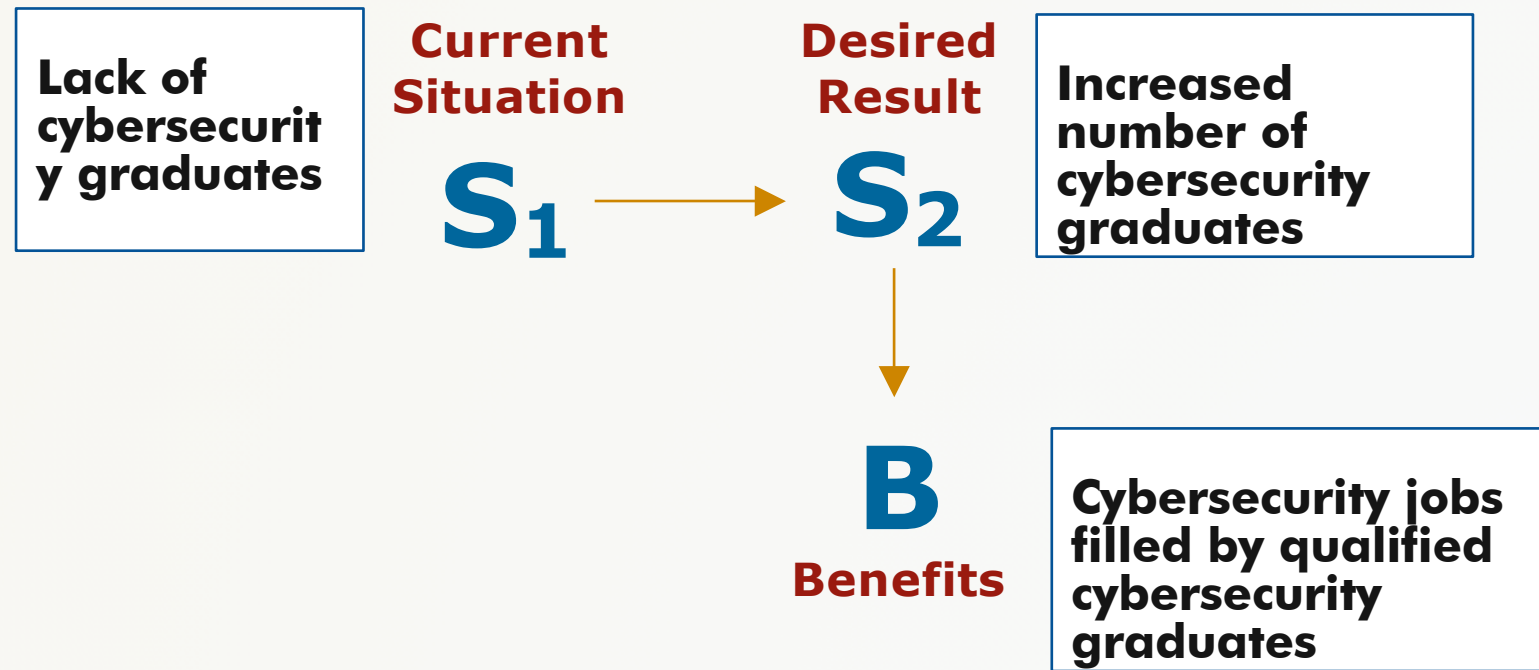 Lack of
cybersecurit
y graduates
Current
Situation
S1
Desired
Result
S2
Increased
number of
cybersecurity
graduates
B
Benefits
Cybersecurity jobs
filled by qualified
cybersecurity
graduates